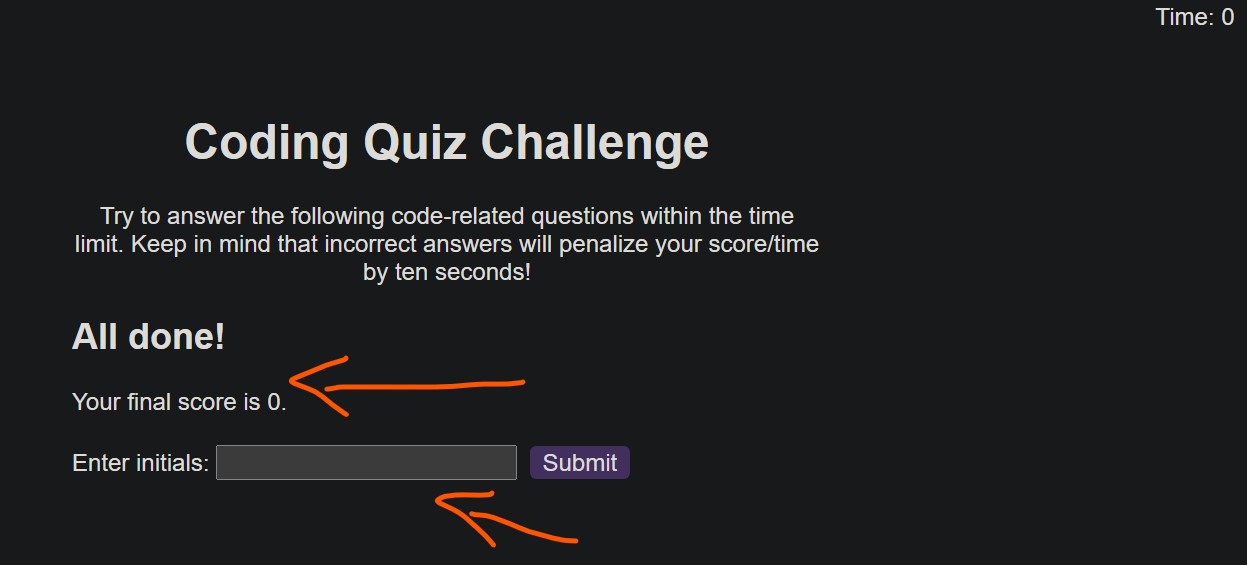 Time: 0
Coding Quiz Challenge
Try to answer the following code-related questions within the time
limit. Keep in mind that incorrect answers will penalize your score/time
by ten seconds!
All done!
Your final score is 0.
Enter initials: Submit